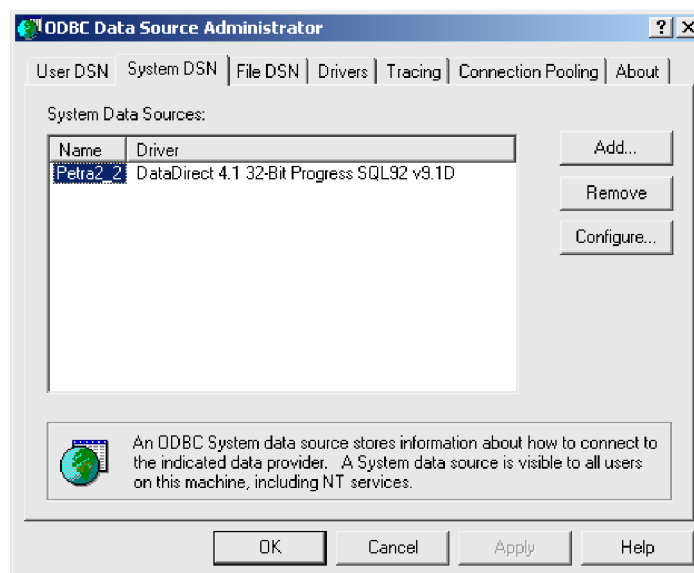 ODBC Data Source Administrator
User DSN System DSN File DSN Drivers Tracing Connection Pooling About
System Data Sources:
Name Driver
Petra2_2 DataDirect 4.1 32-Bit Progress SQL92 v9.1D
Add...
Remove
Configure...
An ODBC System data source stores information about how to connect to
the indicated data provider. A System data source is visible to all users
on this machine, including NT services.
OK Cancel Apply Help